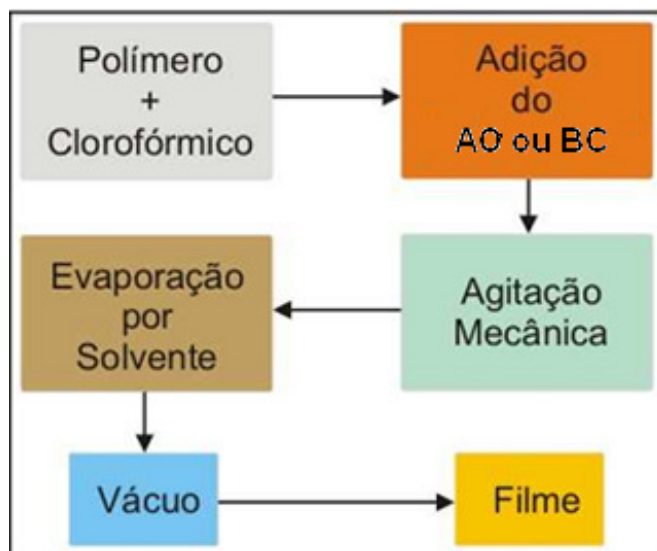 Polímero
+
Clorofórmico
Adição
do
AO ou BC
Agitação
Mecânica
Evaporação
por
Solvente
Vácuo
Filme